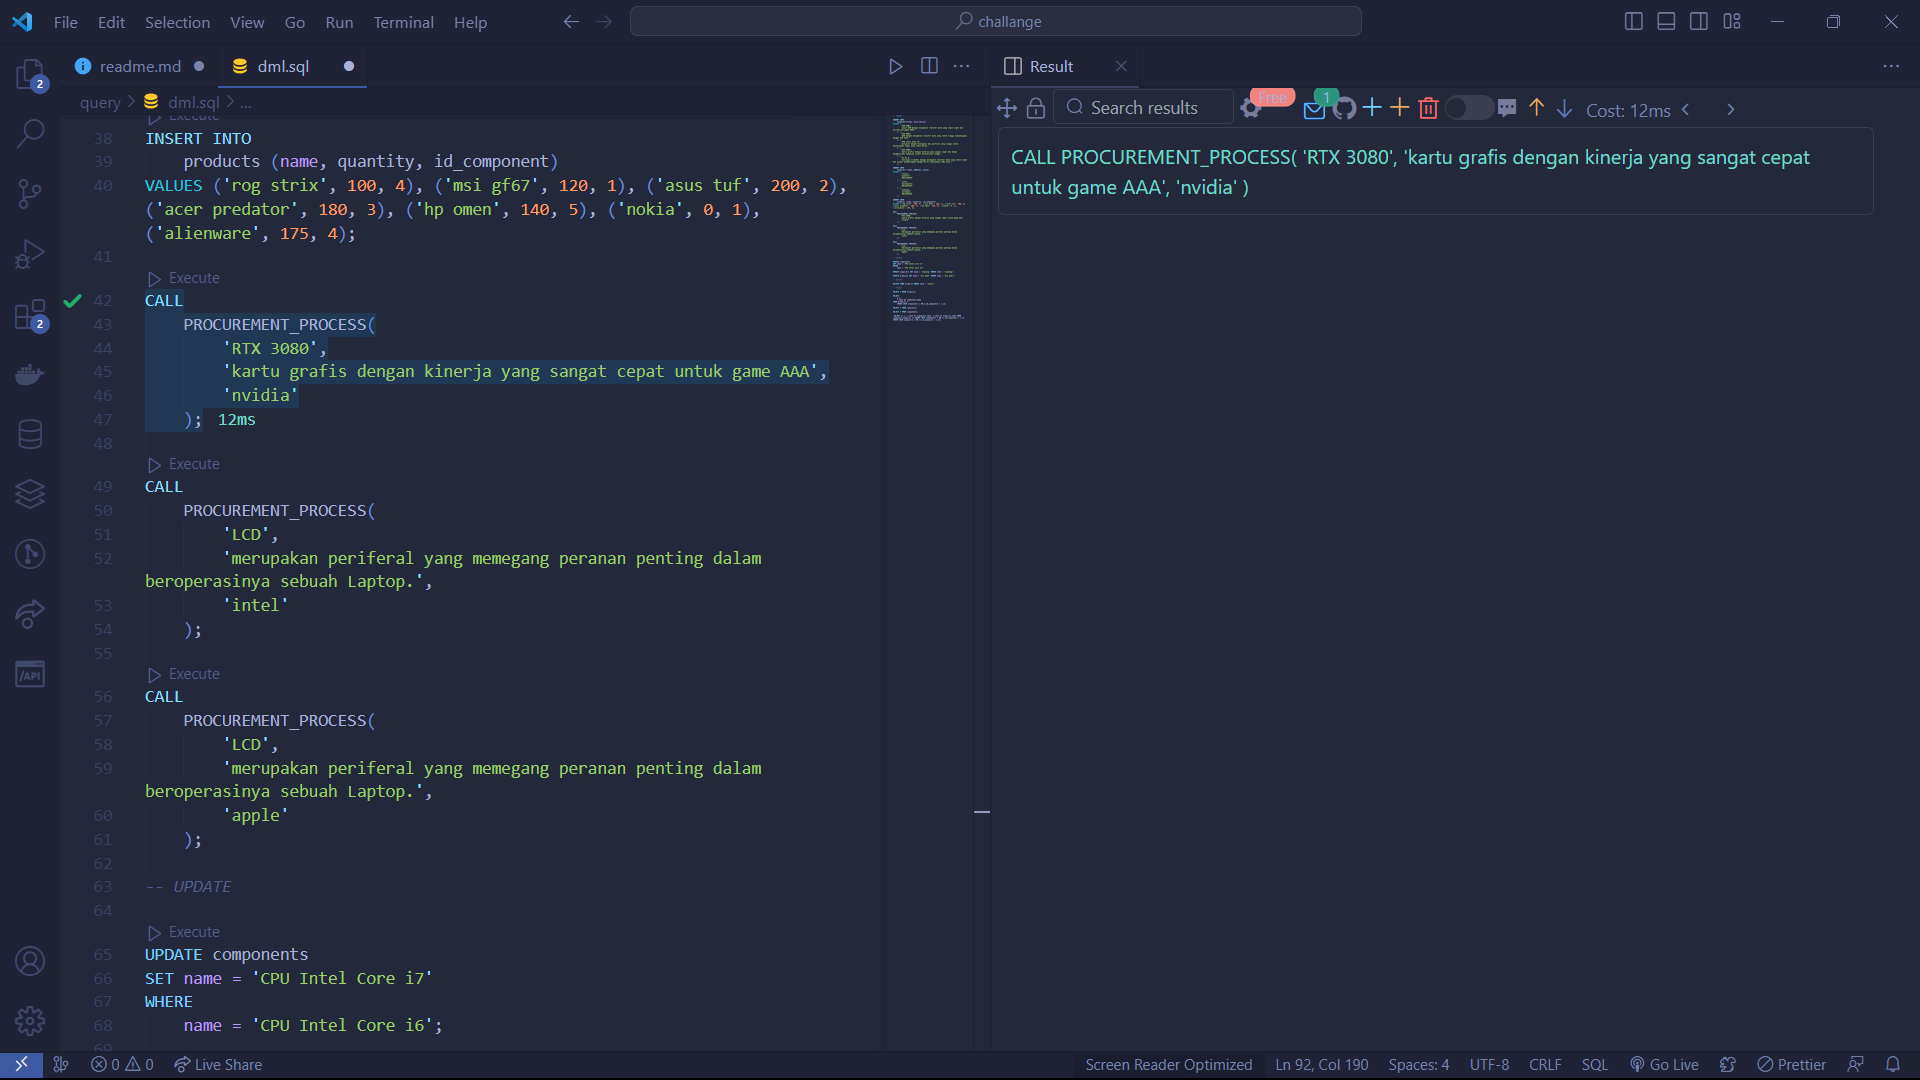 File Edit Selection View Go Run Terminal Help
challange
readme.md
dml.sql
Result
query > dml.sql > ...
Search results
Free
1
Cost: 12ms
2
2
Execute
38 INSERT INTO
39 products (name, quantity, id_component)
40 VALUES ('rog strix', 100, 4), ('msi gf67', 120, 1), ('asus tuf', 200, 2),
('acer predator', 180, 3), ('hp omen', 140, 5), ('nokia', 0, 1),
('alienware', 175, 4);
41
Execute
42 CALL
43 PROCUREMENT_PROCESS(
44 'RTX 3080',
45 'kartu grafis dengan kinerja yang sangat cepat untuk game AAA',
46 'nvidia'
47 ); 12ms
48
Execute
49 CALL
50 PROCUREMENT_PROCESS(
51 'LCD',
52 'merupakan periferal yang memegang peranan penting dalam
beroperasinya sebuah Laptop.',
53 'intel'
54 );
55
Execute
56 CALL
57 PROCUREMENT_PROCESS(
58 'LCD',
59 'merupakan periferal yang memegang peranan penting dalam
beroperasinya sebuah Laptop.',
60 'apple'
61 );
62
63 -- UPDATE
64
Execute
65 UPDATE components
66 SET name = 'CPU Intel Core i7'
67 WHERE
68 name = 'CPU Intel Core i6';
69
CALL PROCUREMENT_PROCESS( 'RTX 3080', 'kartu grafis dengan kinerja yang sangat cepat
untuk game AAA', 'nvidia' )
/API
0 0 Live Share
Screen Reader Optimized Ln 92, Col 190 Spaces: 4 UTF-8 CRLF SQL Go Live Prettier